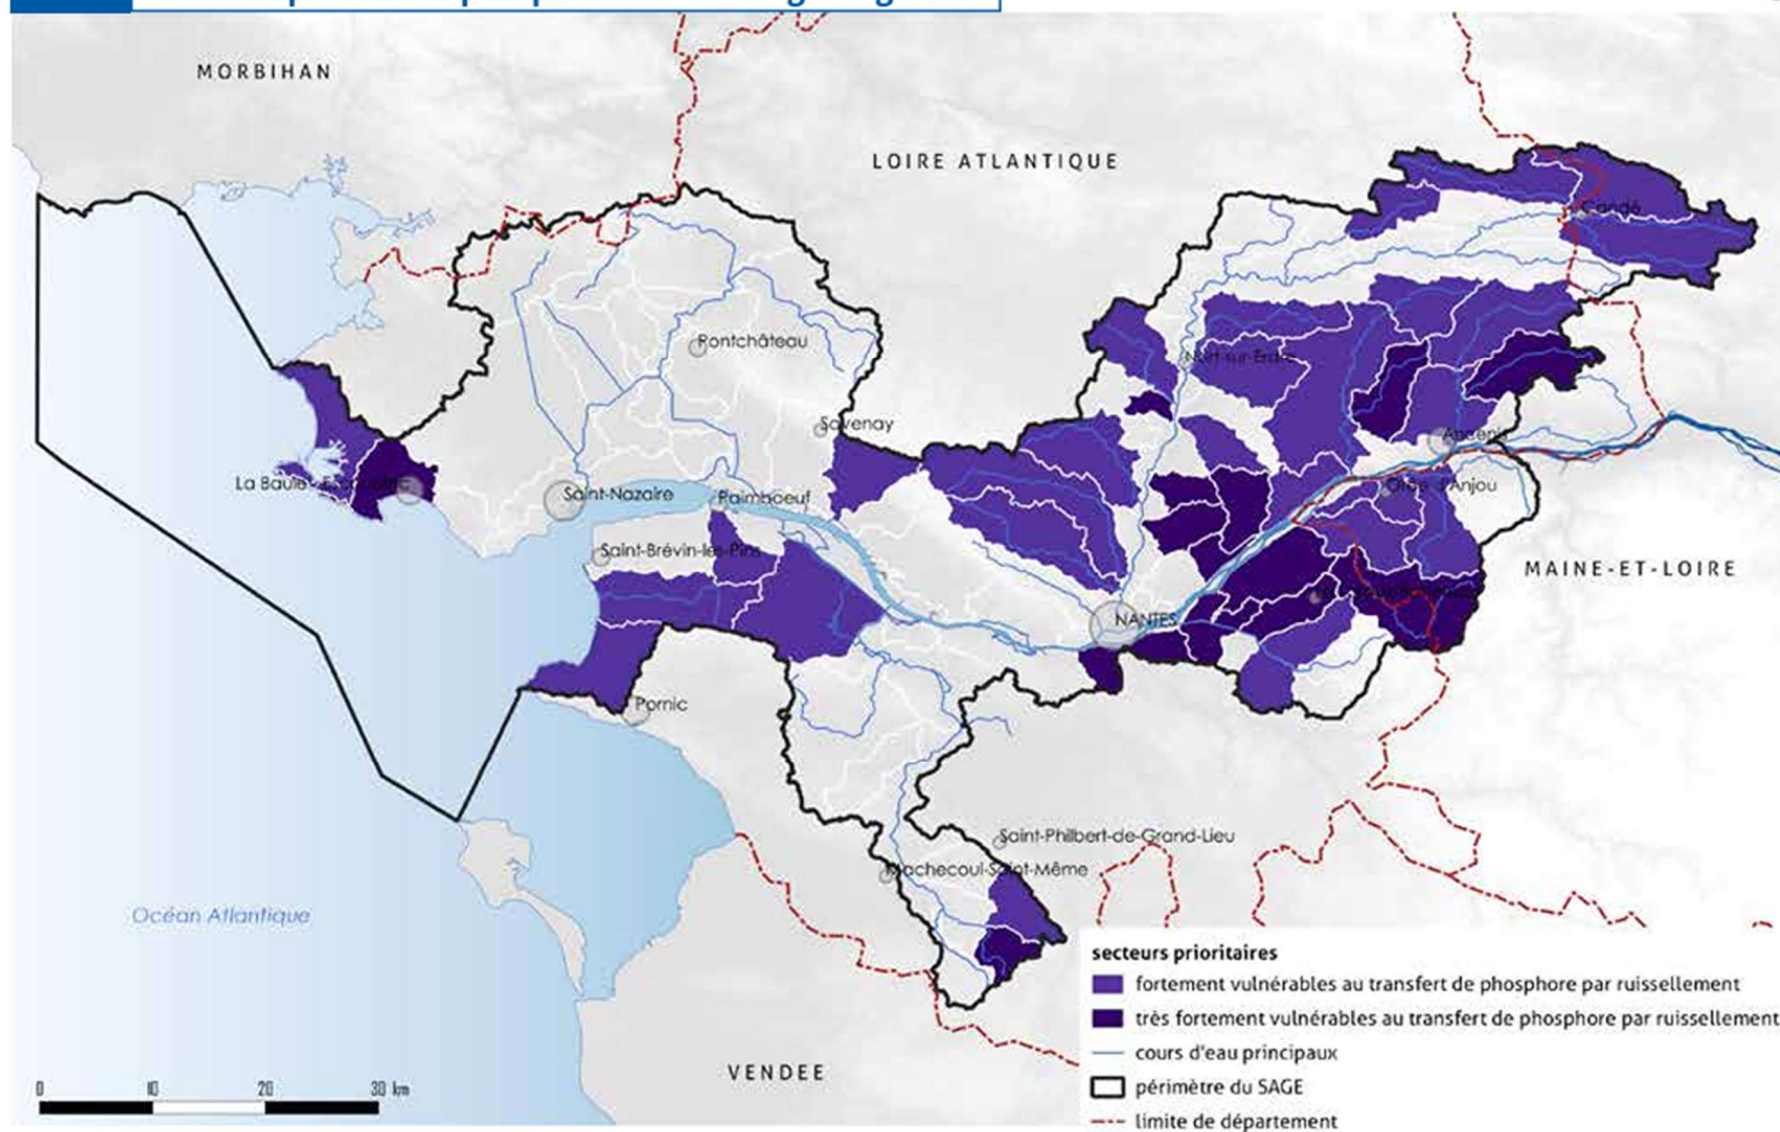 MORBIHAN
LOIRE ATLANTIQUE
Candé
Pontchâteau
Nort-sur-Erdre
Savenay
Ancenis
La Baule-Escoublac
Saint-Nazaire
Paimboeuf
Orée d'Anjou
Saint-Brévin-les-Pins
MAINE-ET-LOIRE
NANTES
Pornic
Saint-Philbert-de-Grand-Lieu
Machecoul-Saint-Même
Océan Atlantique
VENDEE
secteurs prioritaires
fortement vulnérables au transfert de phosphore par ruissellement
très fortement vulnérables au transfert de phosphore par ruissellement
cours d'eau principaux
périmètre du SAGE
limite de département
0 10 20 30 km